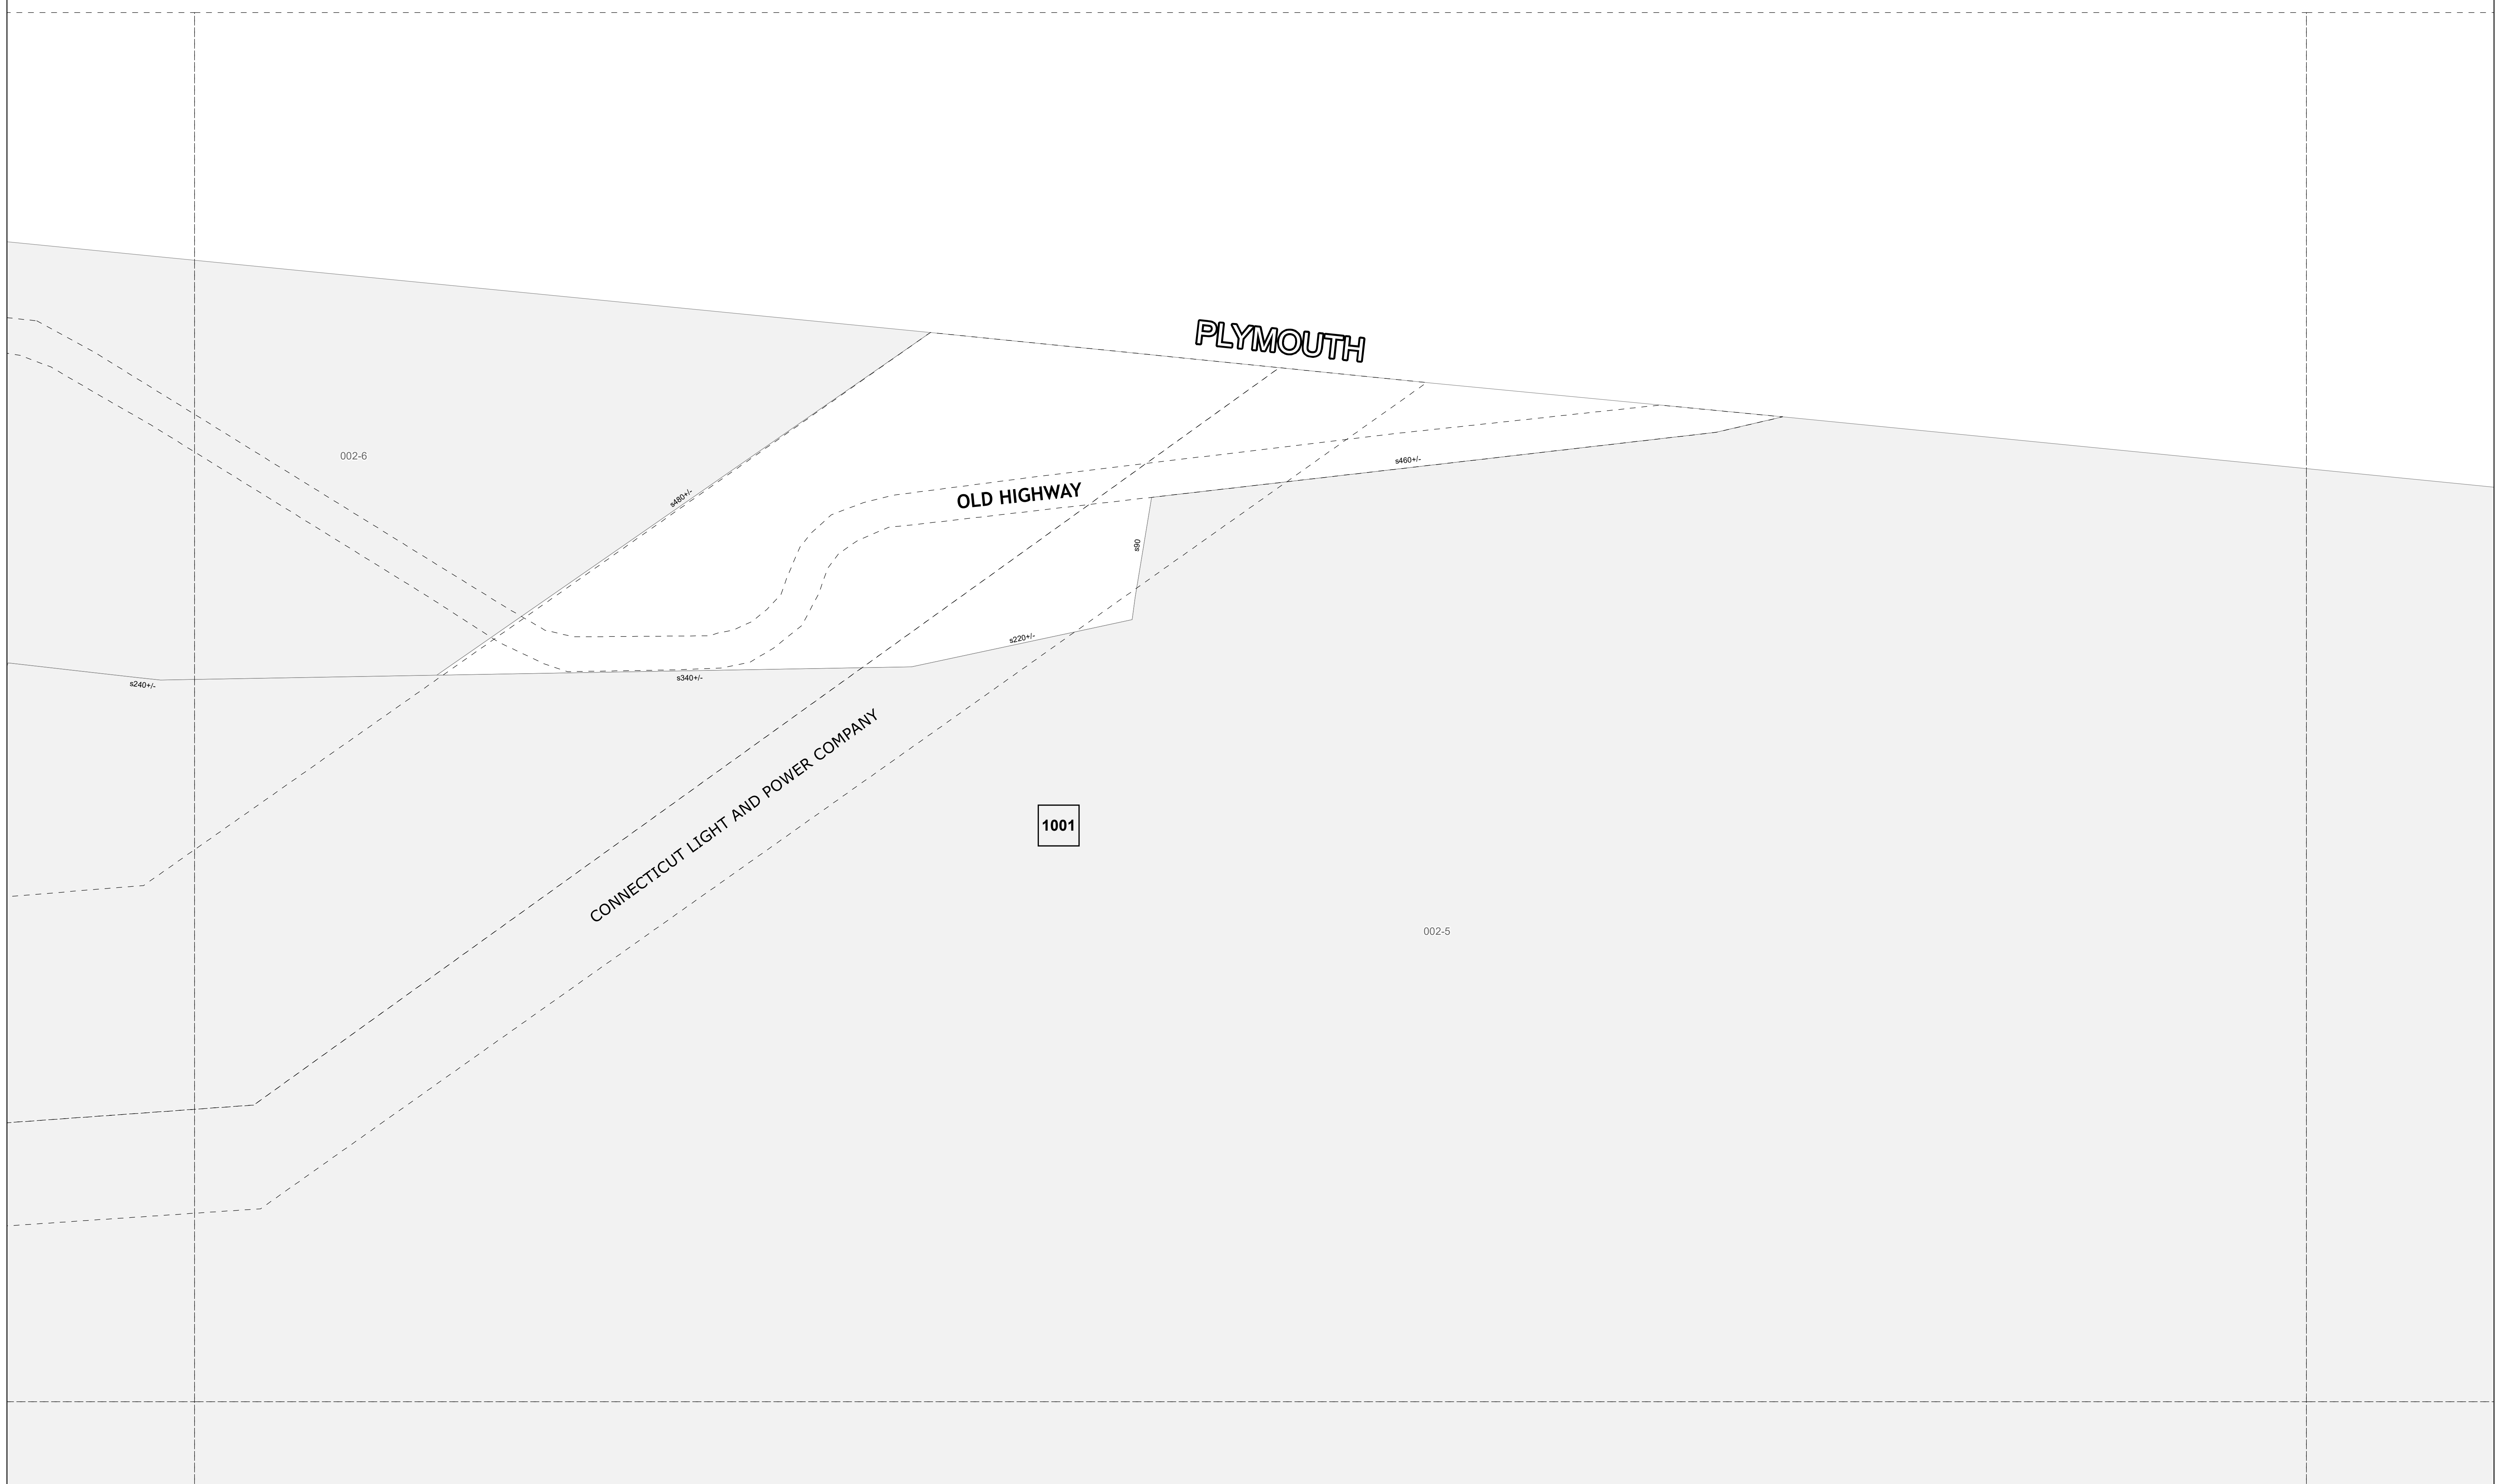 PLYMOUTH
002-6
s460+/-
OLD HIGHWAY
s480+/-
s90
s220+/-
s240+/-
s340+/-
CONNECTICUT LIGHT AND POWER COMPANY
1001
002-5